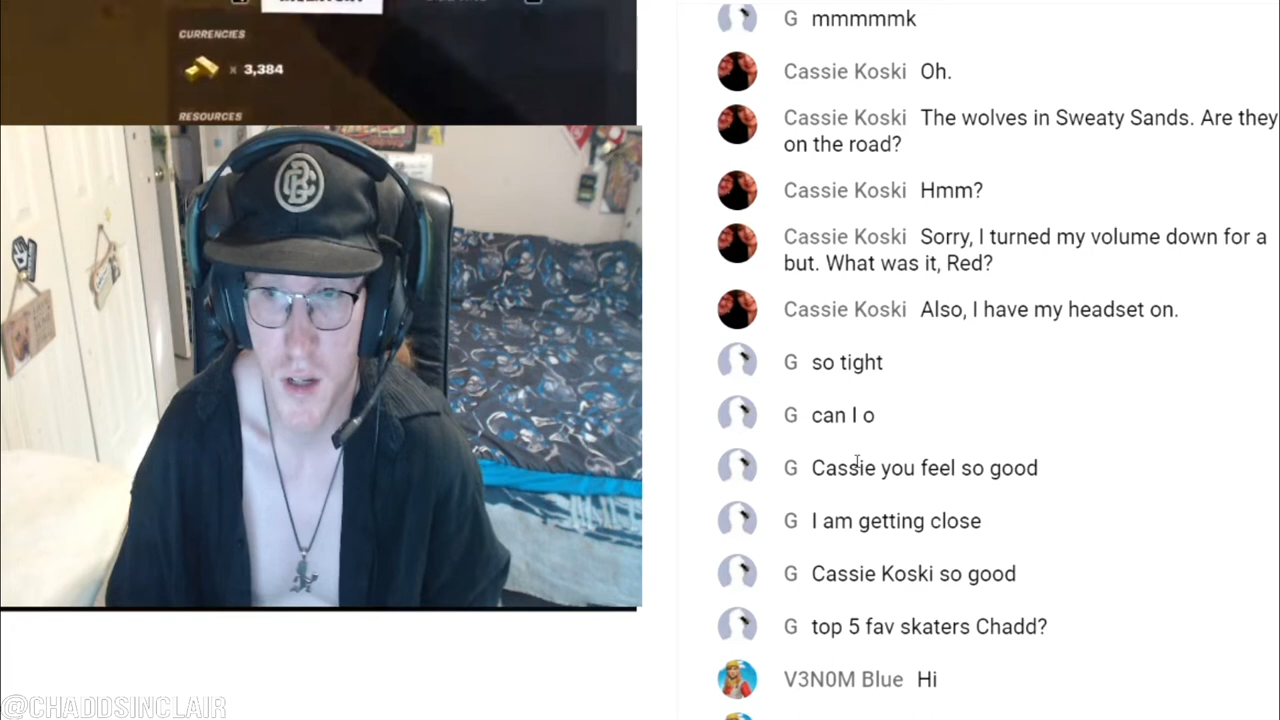 CURRENCIES
× 3,384
RESOURCES
G mmmmmk
Cassie Koski Oh.
Cassie Koski The wolves in Sweaty Sands. Are they
on the road?
Cassie Koski Hmm?
Cassie Koski Sorry, I turned my volume down for a
but. What was it, Red?
Cassie Koski Also, I have my headset on.
G so tight
G can I o
G Cassie you feel so good
G I am getting close
G Cassie Koski so good
G top 5 fav skaters Chadd?
V3N0M Blue Hi
@CHADDSINCLAIR